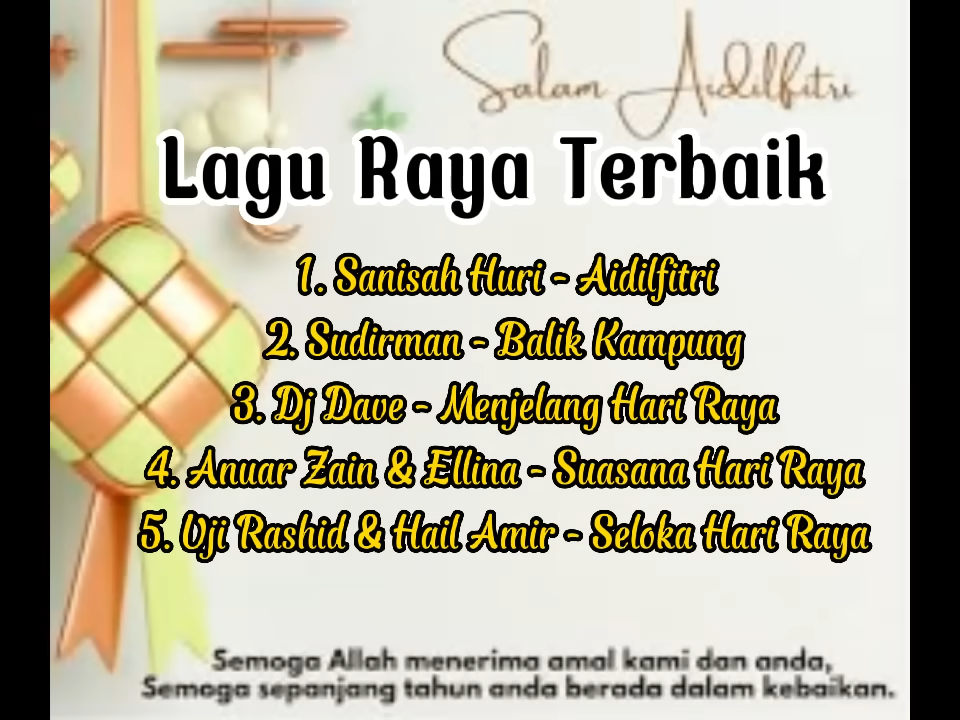 Salam Aidilfitri
Lagu Raya Terbaik
1. Sanisah Huri - Aidilfitri
2. Sudirman - Balik Kampung
3. Dj Dave - Menjelang Hari Raya
4. Anuar Zain & Ellina - Suasana Hari Raya
5. Uji Rashid & Hail Amir - Seloka Hari Raya
Semoga Allah menerima amal kami dan anda,
Semoga sepanjang tahun anda berada dalam kebaikan.